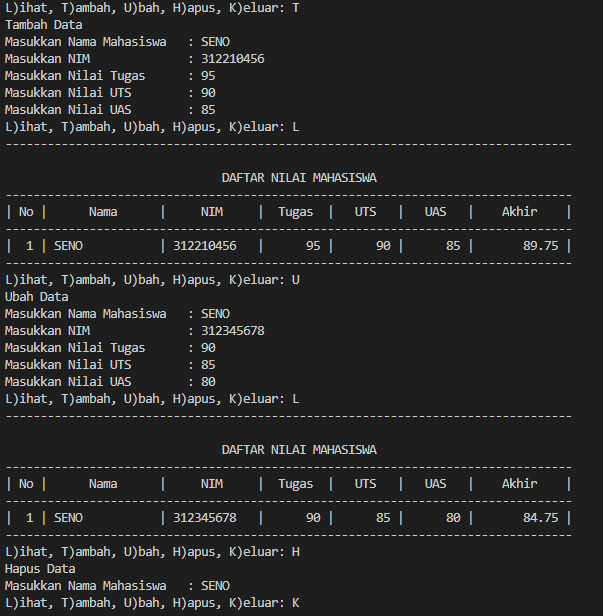 L)ihat, T)ambah, U)bah, H)apus, K)eluar: T
Tambah Data
Masukkan Nama Mahasiswa   : SENO
Masukkan NIM              : 312210456
Masukkan Nilai Tugas      : 95
Masukkan Nilai UTS        : 90
Masukkan Nilai UAS        : 85
L)ihat, T)ambah, U)bah, H)apus, K)eluar: L
---------------------------------------------------------------------------------
DAFTAR NILAI MAHASISWA
---------------------------------------------------------------------------------
| No |      Nama      |     NIM     |  Tugas  |   UTS   |   UAS   |    Akhir    |
---------------------------------------------------------------------------------
|  1 | SENO           | 312210456   |      95 |      90 |      85 |       89.75 |
---------------------------------------------------------------------------------
L)ihat, T)ambah, U)bah, H)apus, K)eluar: U
Ubah Data
Masukkan Nama Mahasiswa   : SENO
Masukkan NIM              : 312345678
Masukkan Nilai Tugas      : 90
Masukkan Nilai UTS        : 85
Masukkan Nilai UAS        : 80
L)ihat, T)ambah, U)bah, H)apus, K)eluar: L
---------------------------------------------------------------------------------
DAFTAR NILAI MAHASISWA
---------------------------------------------------------------------------------
| No |      Nama      |     NIM     |  Tugas  |   UTS   |   UAS   |    Akhir    |
---------------------------------------------------------------------------------
|  1 | SENO           | 312345678   |      90 |      85 |      80 |       84.75 |
---------------------------------------------------------------------------------
L)ihat, T)ambah, U)bah, H)apus, K)eluar: H
Hapus Data
Masukkan Nama Mahasiswa   : SENO
L)ihat, T)ambah, U)bah, H)apus, K)eluar: K